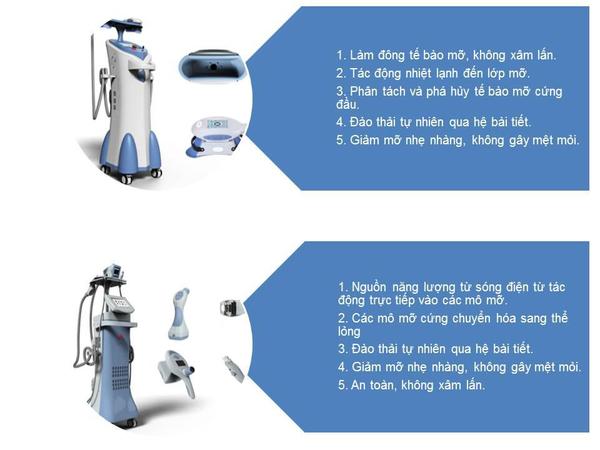 1. Làm đông tế bào mỡ, không xâm lấn.
2. Tác động nhiệt lạnh đến lớp mỡ.
3. Phân tách và phá hủy tế bào mỡ cứng
đầu.
4. Đào thải tự nhiên qua hệ bài tiết.
5. Giảm mỡ nhẹ nhàng, không gây mệt mỏi.
1. Nguồn năng lượng từ sóng điện từ tác
động trực tiếp vào các mô mỡ.
2. Các mô mỡ cứng chuyển hóa sang thể
lỏng
3. Đào thải tự nhiên qua hệ bài tiết.
4. Giảm mỡ nhẹ nhàng, không gây mệt mỏi.
5. An toàn, không xâm lấn.